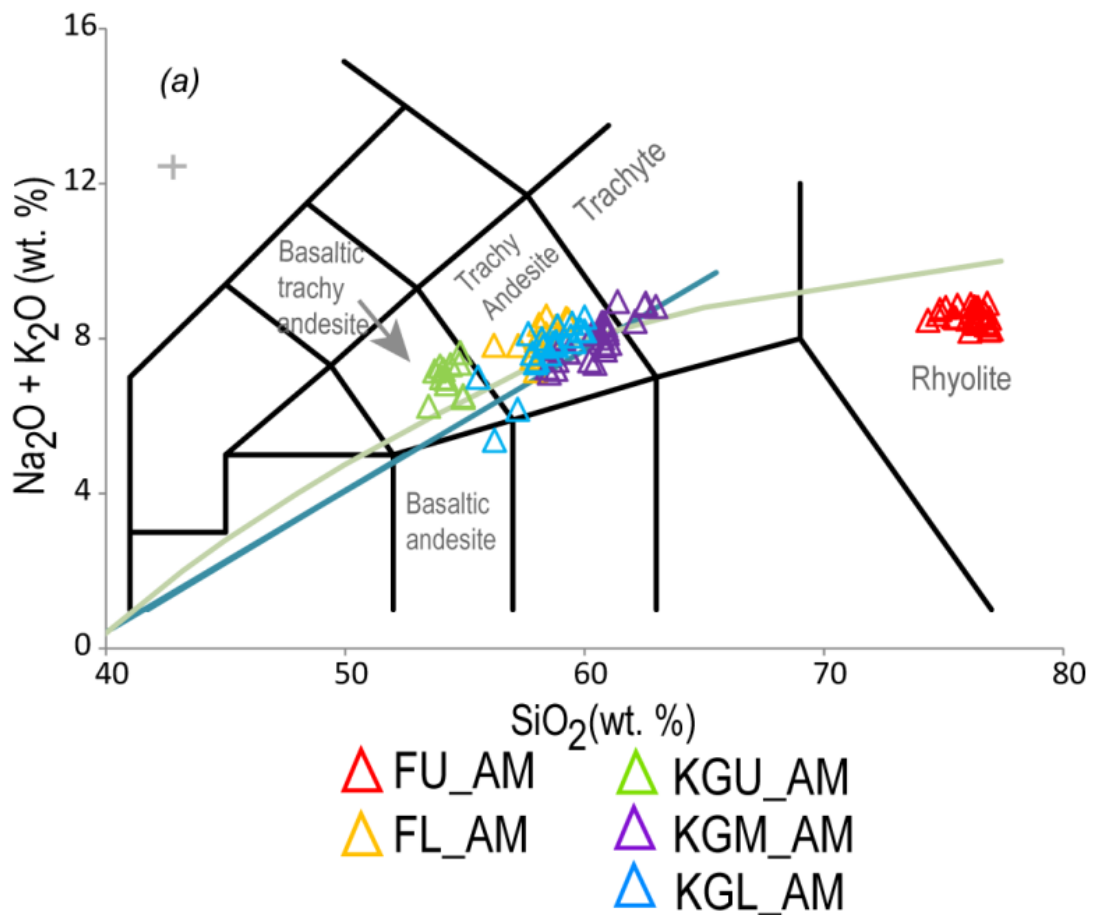 16
(a)
12
8
4
0
Na2O + K2O (wt. %)
Trachyte
Trachy
Andesite
Basaltic
trachy
andesite
Rhyolite
Basaltic
andesite
40 50 60 70 80
SiO2(wt. %)
FU_AM KGU_AM
FL_AM KGM_AM
KGL_AM